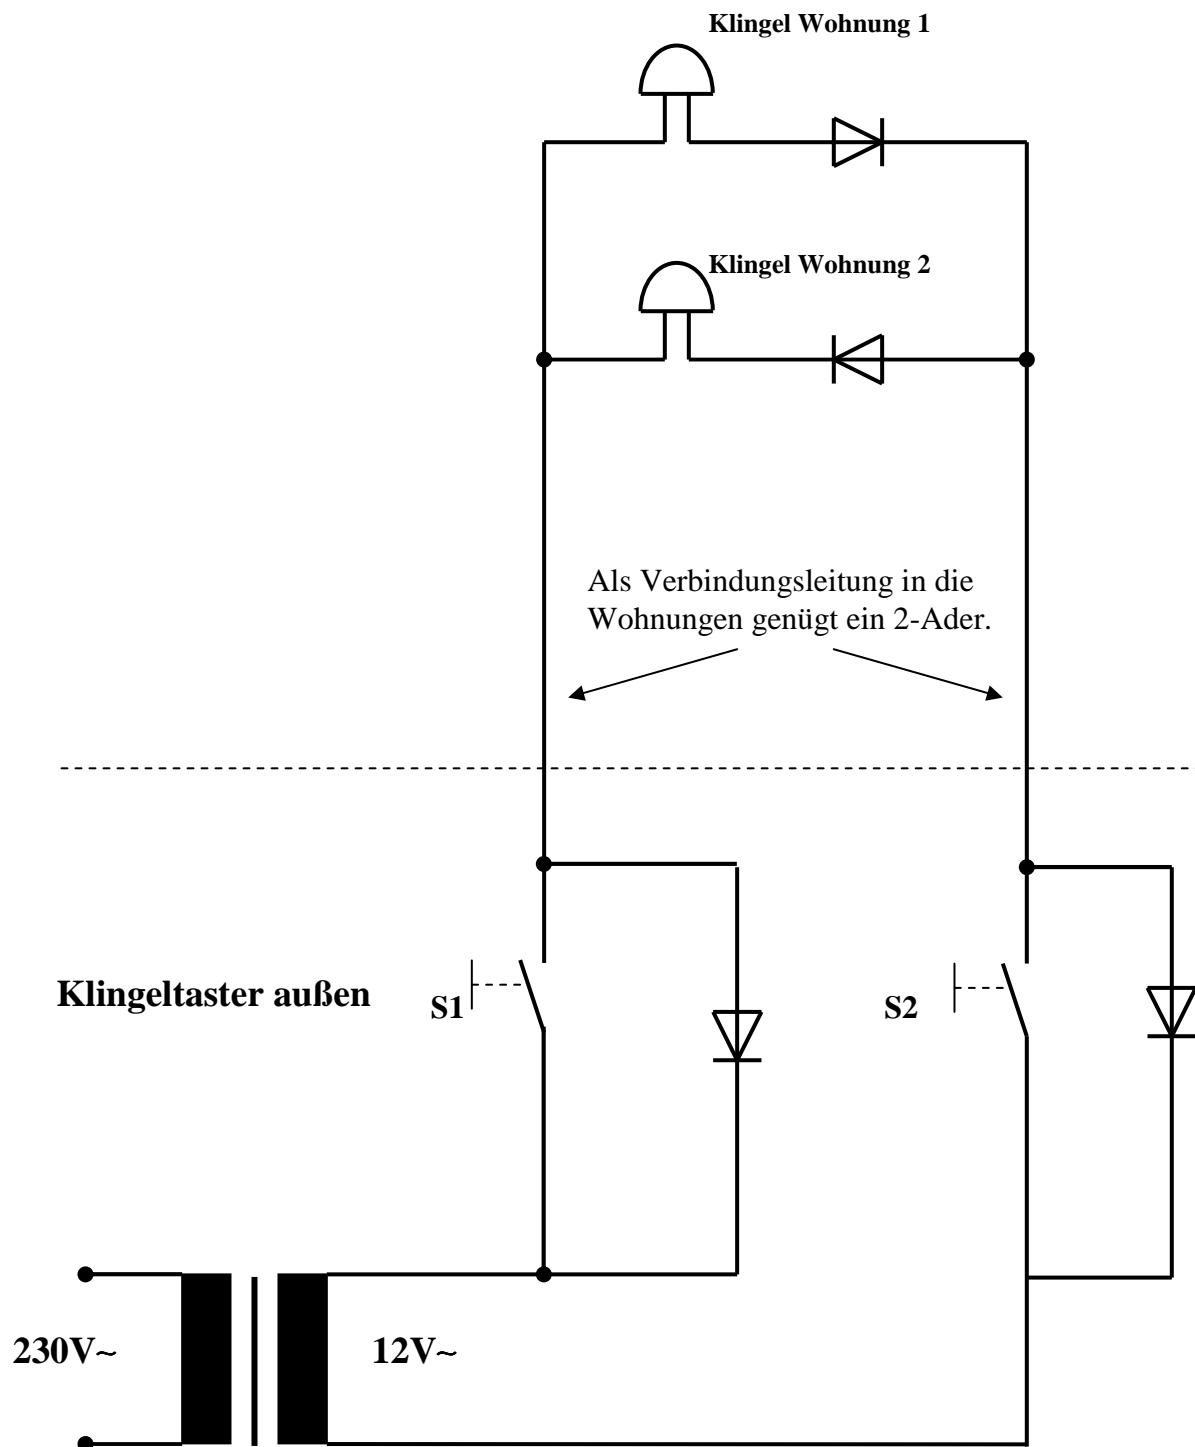 Klingel Wohnung 1
Klingel Wohnung 2
Als Verbindungsleitung in die
Wohnungen genügt ein 2-Ader.
Klingeltaster außen
S1
S2
230V~
12V~